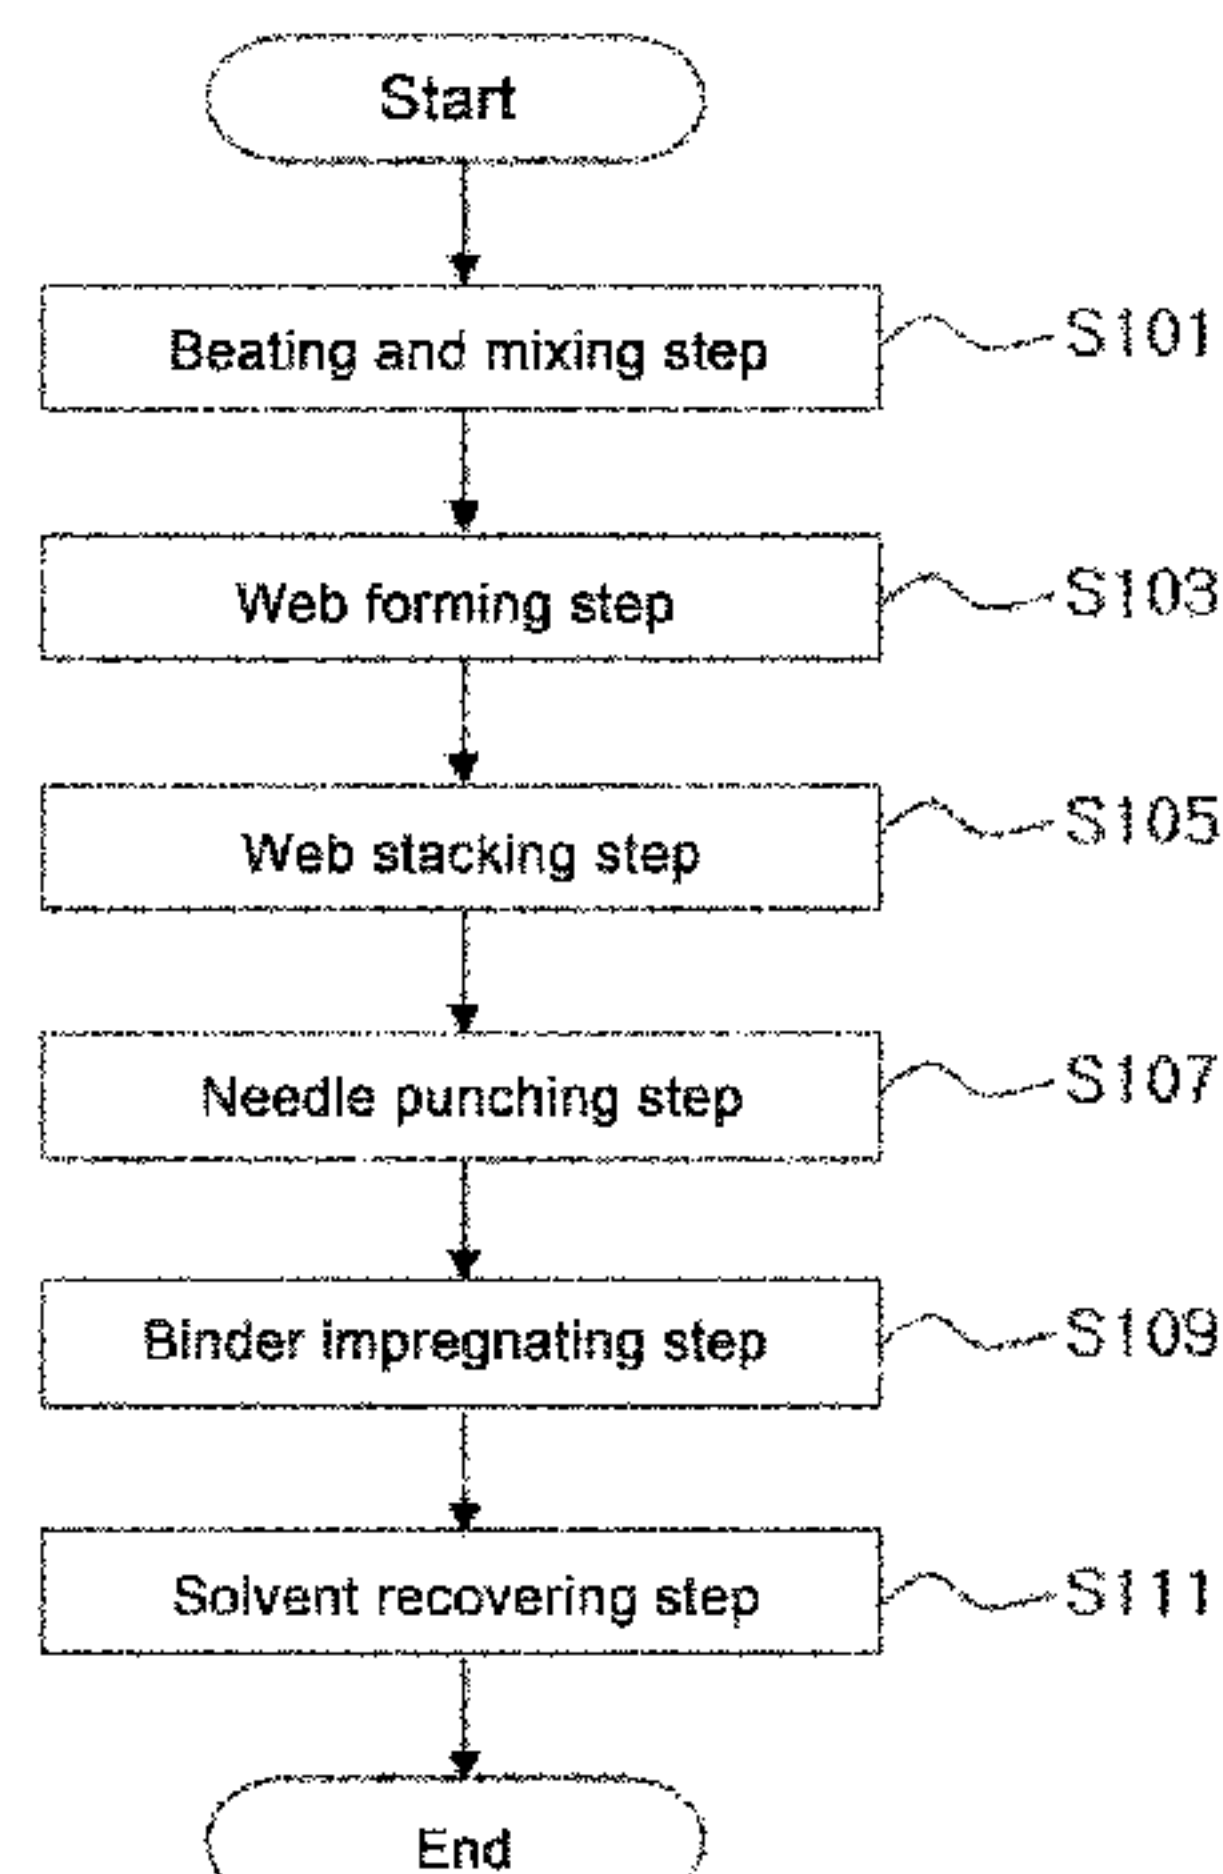 Start
Beating and mixing step
S101
Web forming step
S103
Web stacking step
S105
Needle punching step
S107
Binder impregnating step
S109
Solvent recovering step
S111
End